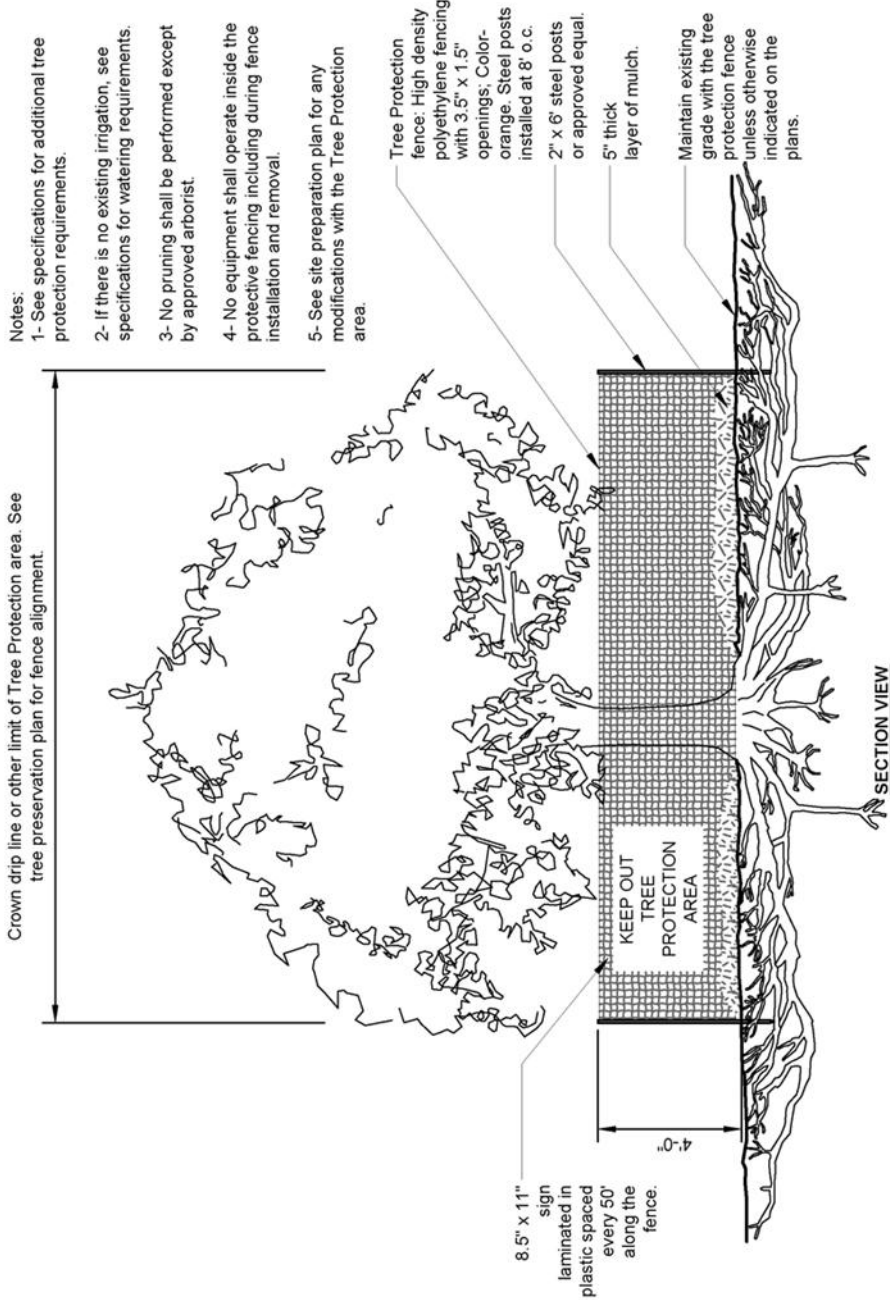 Crown drip line or other limit of Tree Protection area. See
tree preservation plan for fence alignment.
Notes:
1- See specifications for additional tree
protection requirements.
2- If there is no existing irrigation, see
specifications for watering requirements.
3- No pruning shall be performed except
by approved arborist.
4- No equipment shall operate inside the
protective fencing including during fence
installation and removal.
5- See site preparation plan for any
modifications with the Tree Protection
area.
8.5" x 11"
sign
laminated in
plastic spaced
every 50'
along the
fence.
4'-0"
KEEP OUT
TREE
PROTECTION
AREA
Tree Protection
fence: High density
polyethylene fencing
with 3.5" x 1.5"
openings; Color-
orange. Steel posts
installed at 8' o.c.
2" x 6' steel posts
or approved equal.
5" thick
layer of mulch.
Maintain existing
grade with the tree
protection fence
unless otherwise
indicated on the
plans.
SECTION VIEW